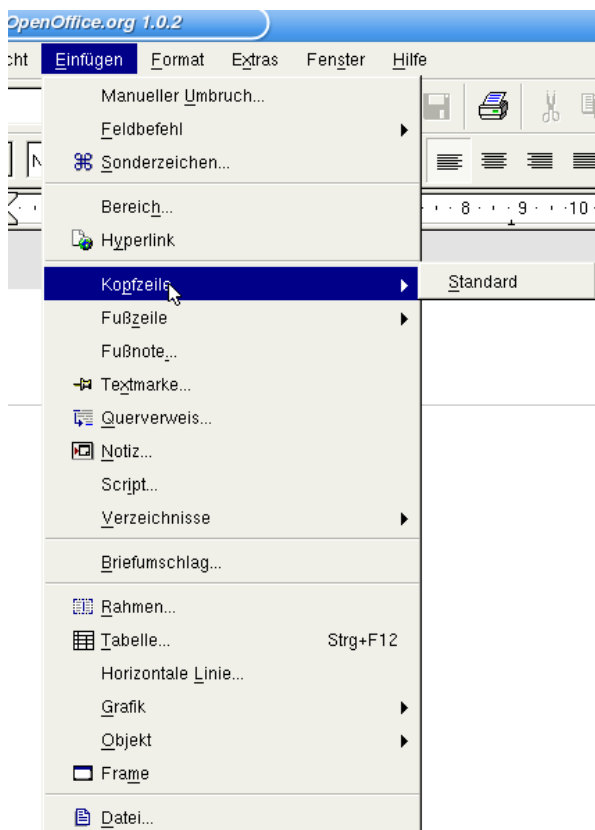 OpenOffice.org 1.0.2
cht Einfügen Format Extras Fenster Hilfe
Manueller Umbruch...
Feldbefehl
N
Sonderzeichen...
8 9 10
Bereich...
Hyperlink
Kopfzeile Standard
Fußzeile
Fußnote...
Textmarke...
Querverweis...
Notiz...
Script...
Verzeichnisse
Briefumschlag...
Rahmen...
Tabelle... Strg+F12
Horizontale Linie...
Grafik
Objekt
Frame
Datei...